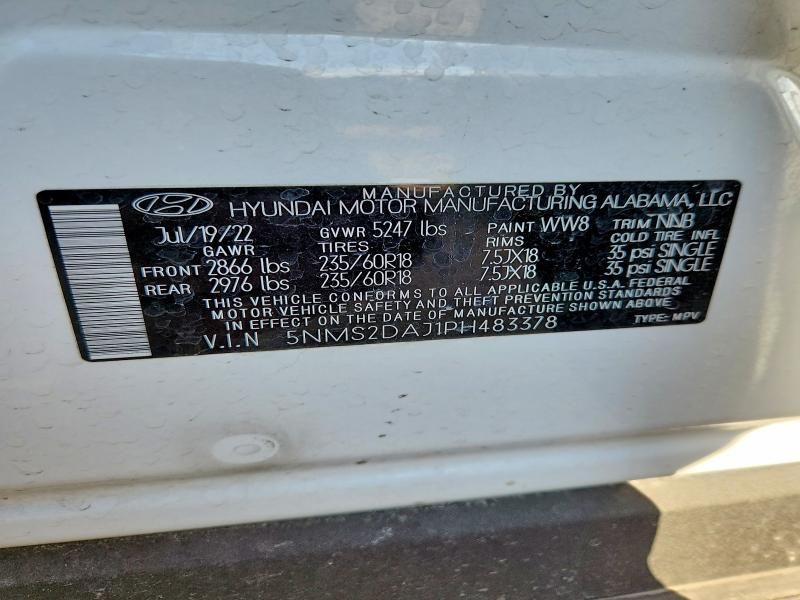 MANUFACTURED BY
HYUNDAI MOTOR MANUFACTURING ALABAMA, LLC
Jul/19/22 GVWR 5247 lbs PAINT WW8 TRIM TNNB
GAWR TIRES RIMS COLD TIRE INFL
FRONT 2866 lbs 235/60R18 7.5JX18 35 psi SINGLE
REAR 2976 lbs 235/60R18 7.5JX18 35 psi SINGLE
THIS VEHICLE CONFORMS TO ALL APPLICABLE U.S.A. FEDERAL
MOTOR VEHICLE SAFETY AND THEFT PREVENTION STANDARDS
IN EFFECT ON THE DATE OF MANUFACTURE SHOWN ABOVE
V.I.N 5NMS2DAJ1PH483378 TYPE: MPV